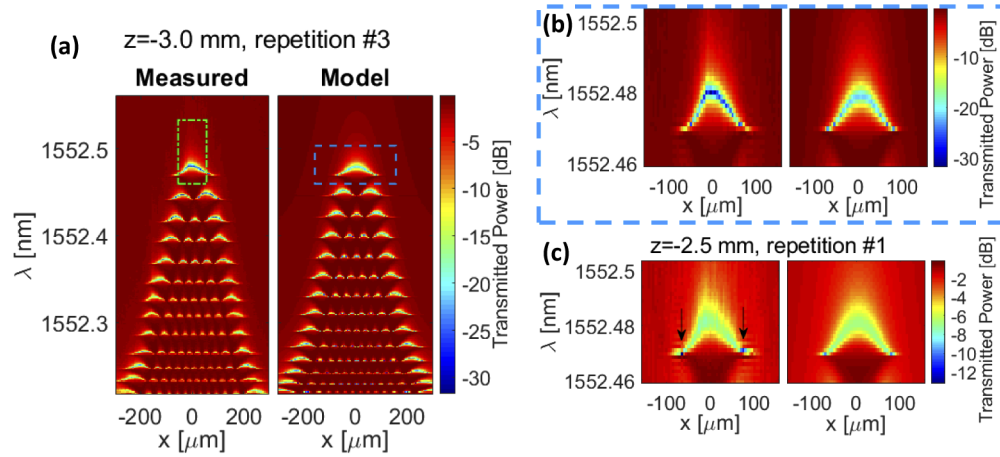 (a)
z=-3.0 mm, repetition #3
Measured
Model
1552.5
1552.4
1552.3
λ [nm]
-200 0 200
-200 0 200
x [μm]
x [μm]
-5
-10
-15
-20
-25
-30
Transmitted Power [dB]
(b)
1552.5
1552.48
1552.46
λ [nm]
-100 0 100
-100 0 100
x [μm]
x [μm]
-10
-20
-30
Transmitted Power [dB]
(c)
z=-2.5 mm, repetition #1
1552.5
1552.48
1552.46
λ [nm]
-100 0 100
-100 0 100
x [μm]
x [μm]
-2
-4
-6
-8
-10
-12
Transmitted Power [dB]